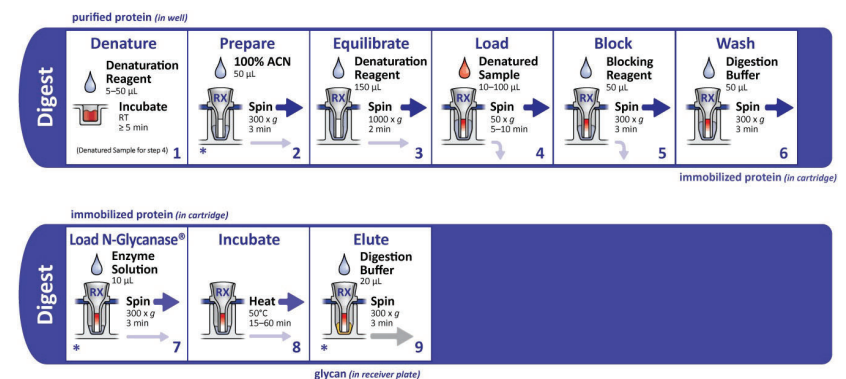 purified protein (in well)
Digest
Denature
Denaturation
Reagent
5–50 µL
Incubate
RT
≥ 5 min
(Denatured Sample for step 4)
1
Prepare
100% ACN
50 µL
RX
Spin
300 x g
3 min
*
2
Equilibrate
Denaturation
Reagent
150 µL
RX
Spin
1000 x g
2 min
3
Load
Denatured
Sample
10–100 µL
RX
Spin
50 x g
5–10 min
4
Block
Blocking
Reagent
50 µL
RX
Spin
300 x g
3 min
5
Wash
Digestion
Buffer
50 µL
RX
Spin
300 x g
3 min
6
immobilized protein (in cartridge)
immobilized protein (in cartridge)
Digest
Load N-Glycanase®
Enzyme
Solution
10 µL
RX
Spin
300 x g
3 min
*
7
Incubate
RX
Heat
50°C
15–60 min
8
Elute
Digestion
Buffer
20 µL
RX
Spin
300 x g
3 min
*
9
glycan (in receiver plate)